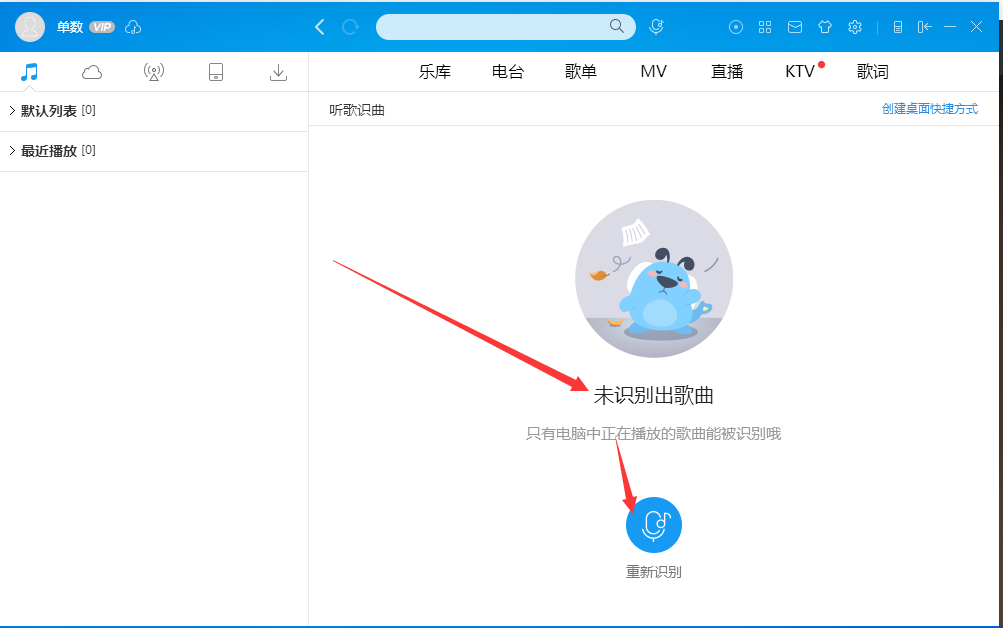 单数 VIP
乐库 电台 歌单 MV 直播 KTV 歌词
默认列表 [0]
最近播放 [0]
听歌识曲 创建桌面快捷方式
未识别出歌曲
只有电脑中正在播放的歌曲能被识别哦
重新识别